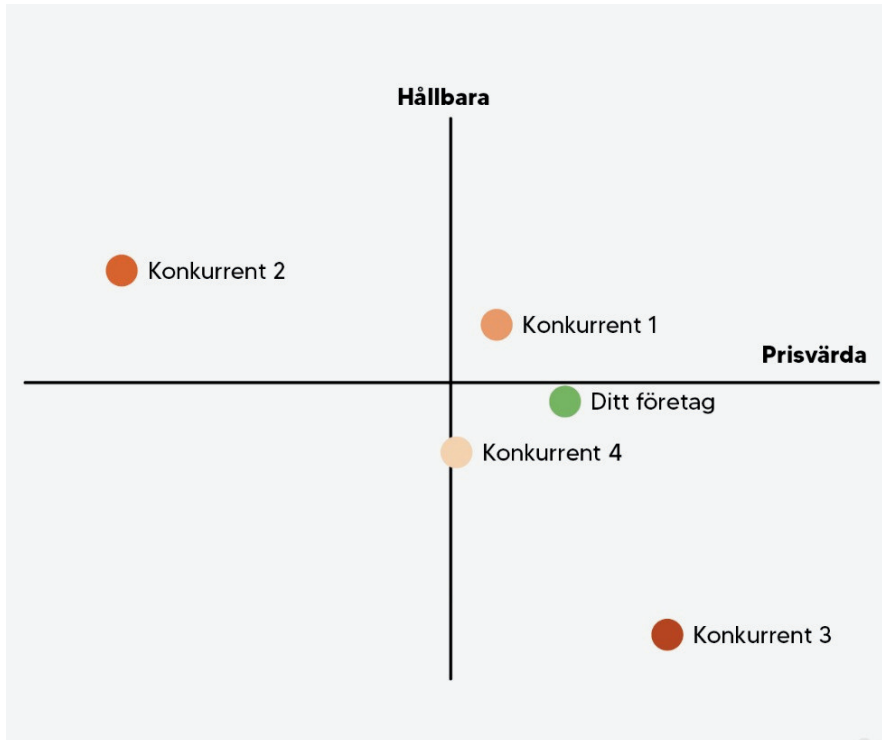 Hållbara
Konkurrent 2
Konkurrent 1
Prisvärda
Ditt företag
Konkurrent 4
Konkurrent 3